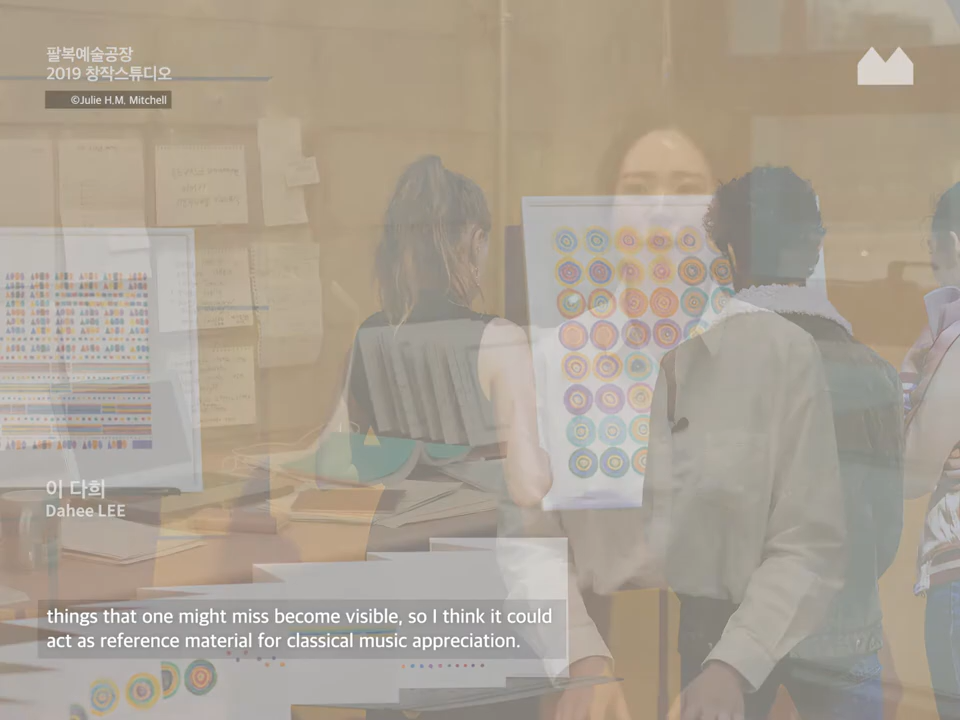 팔복예술공장
2019 창작스튜디오
©Julie H.M. Mitchell
이 다희
Dahee LEE
things that one might miss become visible, so I think it could
act as reference material for classical music appreciation.